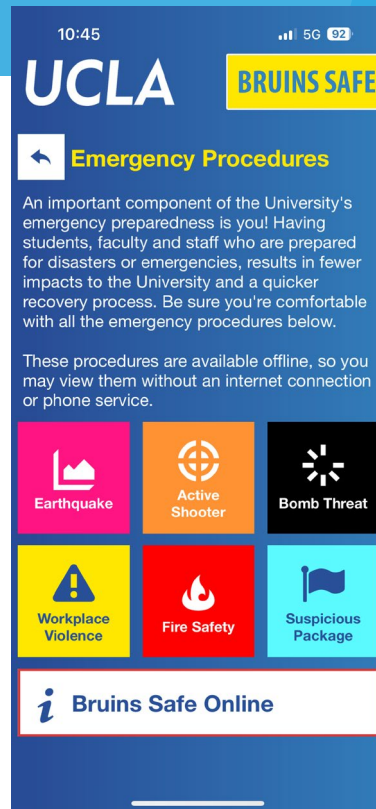 10:45
5G 92
UCLA
BRUINS SAFE
Emergency Procedures
An important component of the University's
emergency preparedness is you! Having
students, faculty and staff who are prepared
for disasters or emergencies, results in fewer
impacts to the University and a quicker
recovery process. Be sure you're comfortable
with all the emergency procedures below.
These procedures are available offline, so you
may view them without an internet connection
or phone service.
Earthquake
Active
Shooter
Bomb Threat
Workplace
Violence
Fire Safety
Suspicious
Package
i Bruins Safe Online